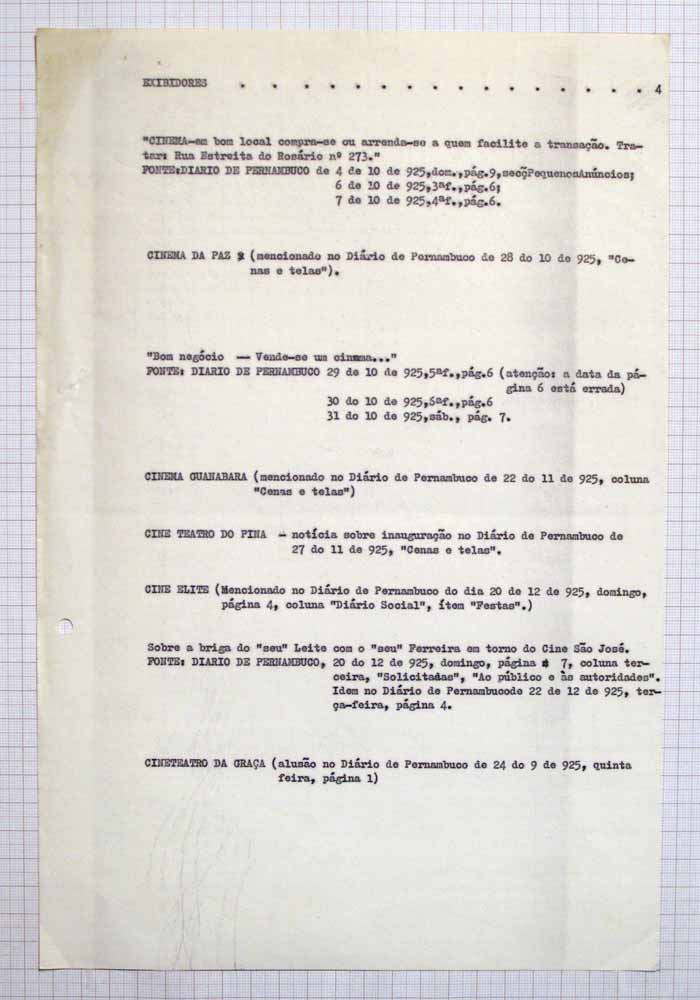 EXIBIDORES . . . . . . . . . . . . . . . . 4
"CINEMA-em bom local compra-se ou arrenda-se a quem facilite a transação. Tra-
tar: Rua Estreita do Rosário nº 273."
FONTE:DIARIO DE PERNAMBUCO de 4 de 10 de 925,dom.,pág.9,secçPequenosAnúncios;
6 de 10 de 925,3ªf.,pág.6;
7 de 10 de 925,4ªf.,pág.6.
CINEMA DA PAZ (mencionado no Diário de Pernambuco de 28 do 10 de 925, "Ce-
nas e telas").
"Bom negócio — Vende-se um cinema..."
FONTE: DIARIO DE PERNAMBUCO 29 de 10 de 925,5ªf.,pág.6 (atenção: a data da pá-
gina 6 está errada)
30 do 10 de 925,6ªf.,pág.6
31 do 10 de 925,sáb., pág. 7.
CINEMA GUANABARA (mencionado no Diário de Pernambuco de 22 do 11 de 925, coluna
"Cenas e telas")
CINE TEATRO DO PINA - notícia sobre inauguração no Diário de Pernambuco de
27 do 11 de 925, "Cenas e telas".
CINE ELITE (Mencionado no Diário de Pernambuco do dia 20 de 12 de 925, domingo,
página 4, coluna "Diário Social", ítem "Festas".)
Sobre a briga do "seu" Leite com o "seu" Ferreira em torno do Cine São José.
FONTE: DIARIO DE PERNAMBUCO, 20 do 12 de 925, domingo, página 7, coluna ter-
ceira, "Solicitadas", "Ao público e às autoridades".
Idem no Diário de Pernambucode 22 de 12 de 925, ter-
ça-feira, página 4.
CINETEATRO DA GRAÇA (alusão no Diário de Pernambuco de 24 do 9 de 925, quinta
feira, página 1)